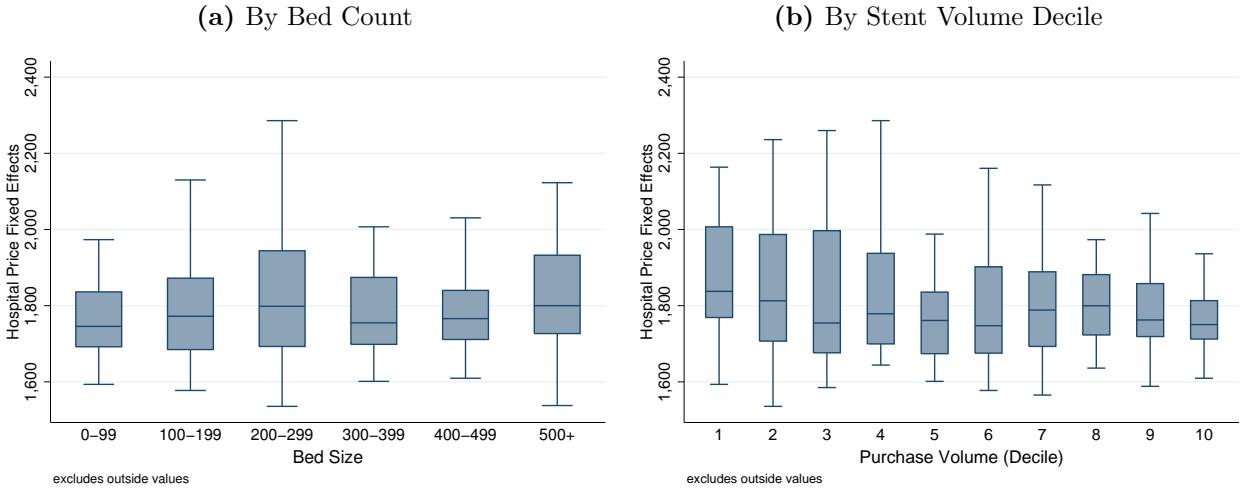 (a) By Bed Count
2,400
2,200
2,000
1,800
1,600
Hospital Price Fixed Effects
0−99 100−199 200−299 300−399 400−499 500+
Bed Size
excludes outside values
(b) By Stent Volume Decile
2,400
2,200
2,000
1,800
1,600
Hospital Price Fixed Effects
1 2 3 4 5 6 7 8 9 10
Purchase Volume (Decile)
excludes outside values